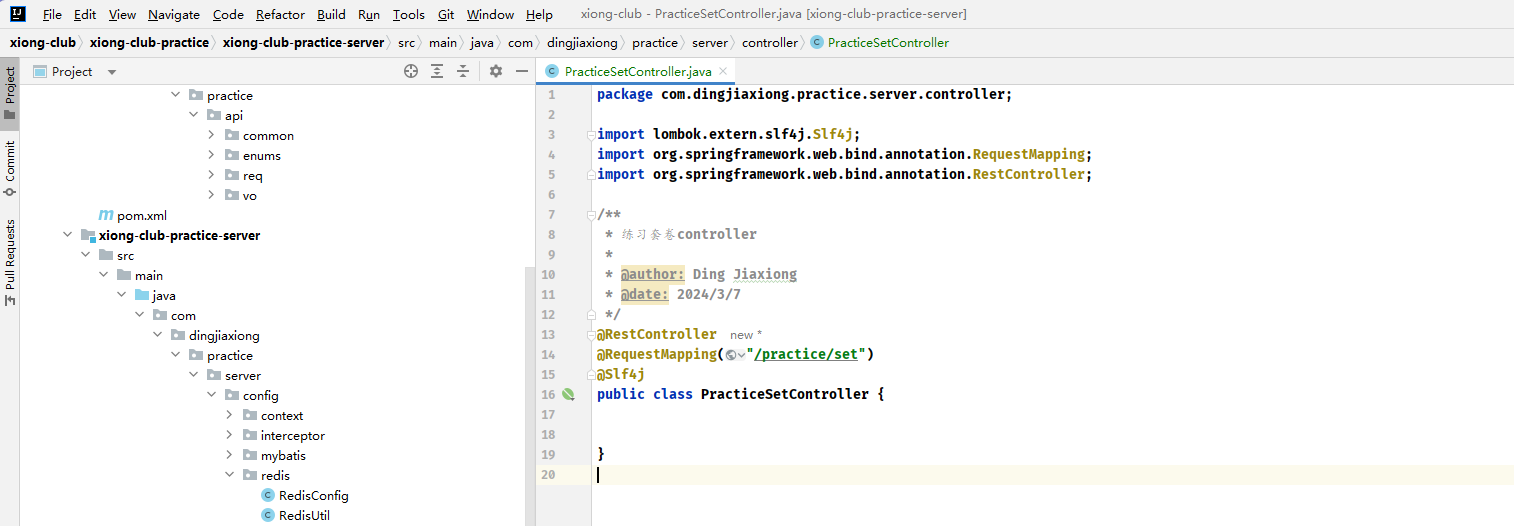 File Edit View Navigate Code Refactor Build Run Tools Git Window Help xiong-club - PracticeSetController.java [xiong-club-practice-server]
xiong-club xiong-club-practice xiong-club-practice-server src main java com dingjiaxiong practice server controller PracticeSetController
Project
Commit
Pull Requests
Project
practice
api
common
enums
req
vo
pom.xml
xiong-club-practice-server
src
main
java
com
dingjiaxiong
practice
server
config
context
interceptor
mybatis
redis
RedisConfig
RedisUtil
PracticeSetController.java
1 package com.dingjiaxiong.practice.server.controller;
2
3 import lombok.extern.slf4j.Slf4j;
4 import org.springframework.web.bind.annotation.RequestMapping;
5 import org.springframework.web.bind.annotation.RestController;
6
7 /**
8 * 练习套卷controller
9 *
10 * @author: Ding Jiaxiong
11 * @date: 2024/3/7
12 */
13 @RestController new *
14 @RequestMapping("/practice/set")
15 @Slf4j
16 public class PracticeSetController {
17
18
19 }
20